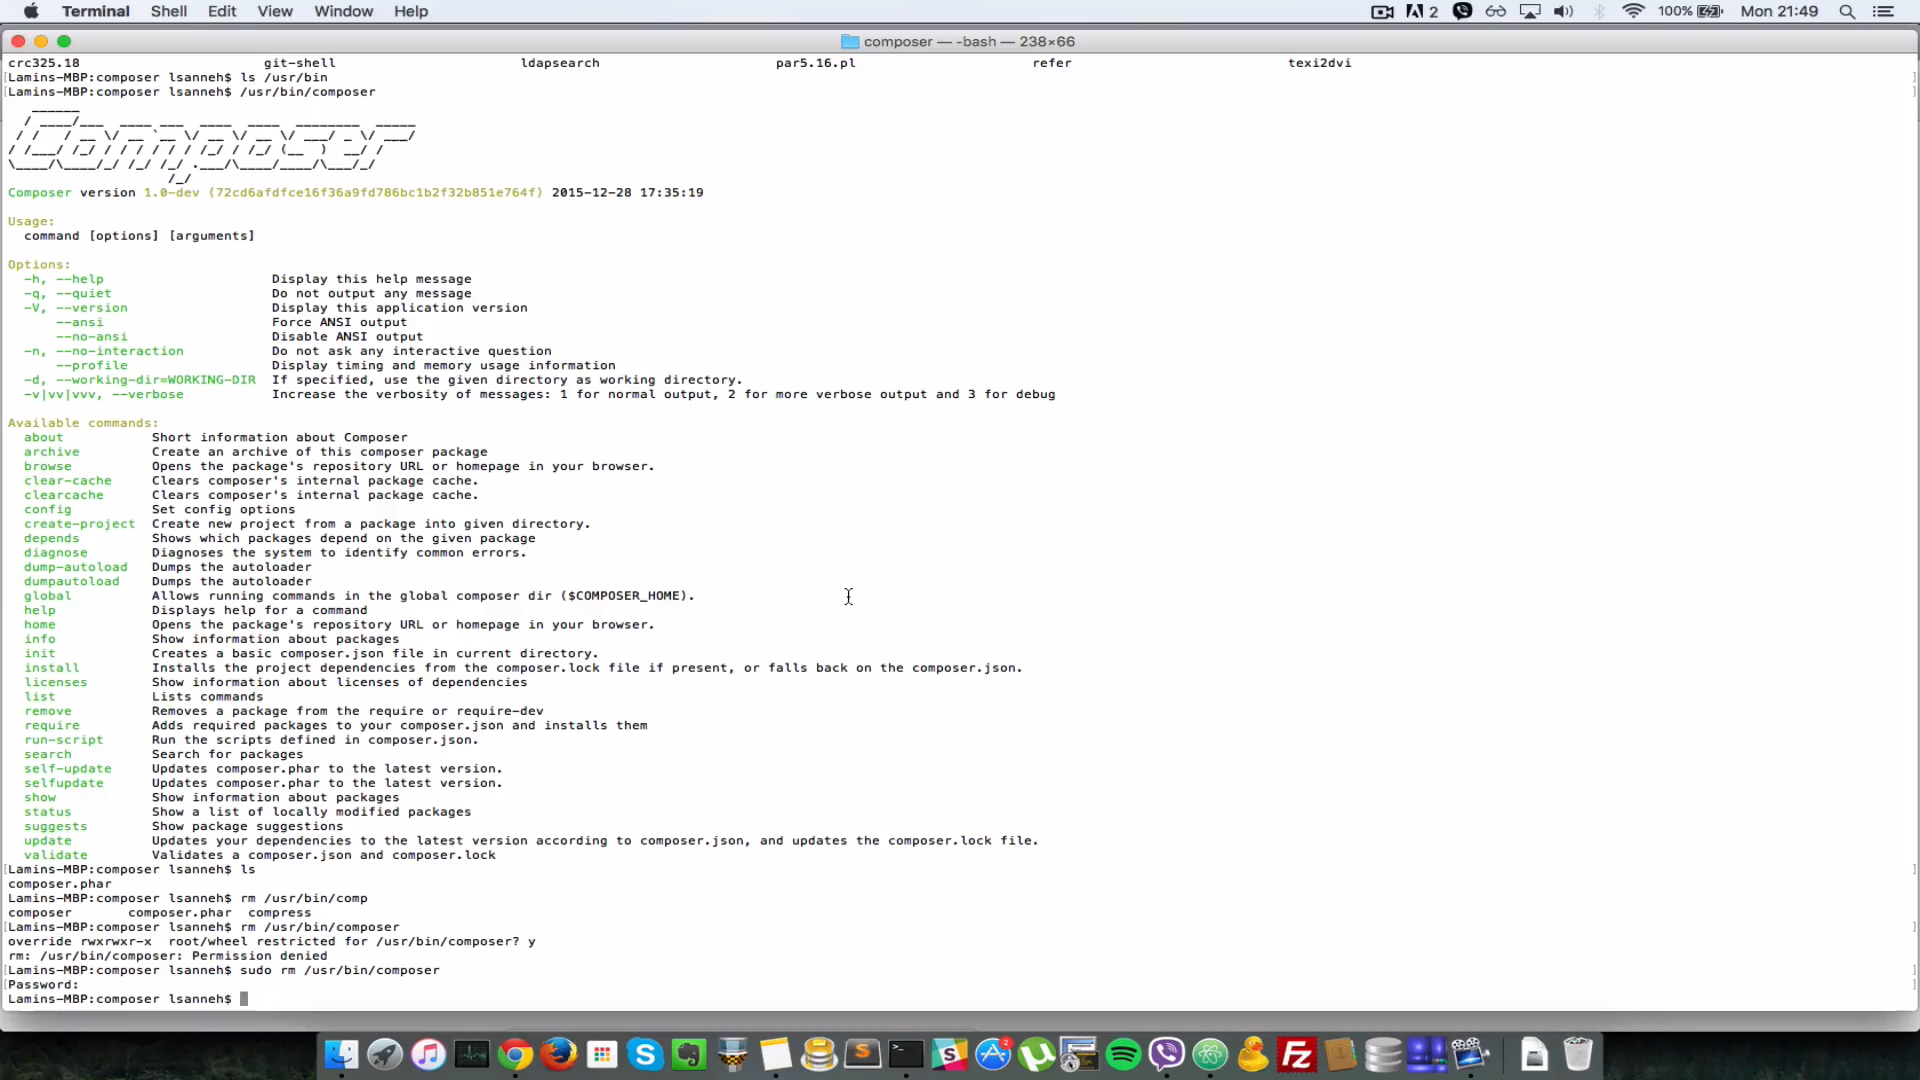 Terminal Shell Edit View Window Help 2 100% Mon 21:49
composer — -bash — 238×66
crc325.18 git-shell ldapsearch par5.16.pl refer texi2dvi
[Lamins-MBP:composer lsanneh$ ls /usr/bin ]
[Lamins-MBP:composer lsanneh$ /usr/bin/composer ]
Composer
Composer version 1.0-dev (72cd6afdfce16f36a9fd786bc1b2f32b851e764f) 2015-12-28 17:35:19
Usage:
command [options] [arguments]
Options:
-h, --help Display this help message
-q, --quiet Do not output any message
-V, --version Display this application version
--ansi Force ANSI output
--no-ansi Disable ANSI output
-n, --no-interaction Do not ask any interactive question
--profile Display timing and memory usage information
-d, --working-dir=WORKING-DIR If specified, use the given directory as working directory.
-v|vv|vvv, --verbose Increase the verbosity of messages: 1 for normal output, 2 for more verbose output and 3 for debug
Available commands:
about Short information about Composer
archive Create an archive of this composer package
browse Opens the package's repository URL or homepage in your browser.
clear-cache Clears composer's internal package cache.
clearcache Clears composer's internal package cache.
config Set config options
create-project Create new project from a package into given directory.
depends Shows which packages depend on the given package
diagnose Diagnoses the system to identify common errors.
dump-autoload Dumps the autoloader
dumpautoload Dumps the autoloader
global Allows running commands in the global composer dir ($COMPOSER_HOME).
help Displays help for a command
home Opens the package's repository URL or homepage in your browser.
info Show information about packages
init Creates a basic composer.json file in current directory.
install Installs the project dependencies from the composer.lock file if present, or falls back on the composer.json.
licenses Show information about licenses of dependencies
list Lists commands
remove Removes a package from the require or require-dev
require Adds required packages to your composer.json and installs them
run-script Run the scripts defined in composer.json.
search Search for packages
self-update Updates composer.phar to the latest version.
selfupdate Updates composer.phar to the latest version.
show Show information about packages
status Show a list of locally modified packages
suggests Show package suggestions
update Updates your dependencies to the latest version according to composer.json, and updates the composer.lock file.
validate Validates a composer.json and composer.lock
[Lamins-MBP:composer lsanneh$ ls ]
composer.phar
Lamins-MBP:composer lsanneh$ rm /usr/bin/comp
composer composer.phar compress
[Lamins-MBP:composer lsanneh$ rm /usr/bin/composer ]
override rwxrwxr-x root/wheel restricted for /usr/bin/composer? y
rm: /usr/bin/composer: Permission denied
[Lamins-MBP:composer lsanneh$ sudo rm /usr/bin/composer ]
[Password: ]
Lamins-MBP:composer lsanneh$